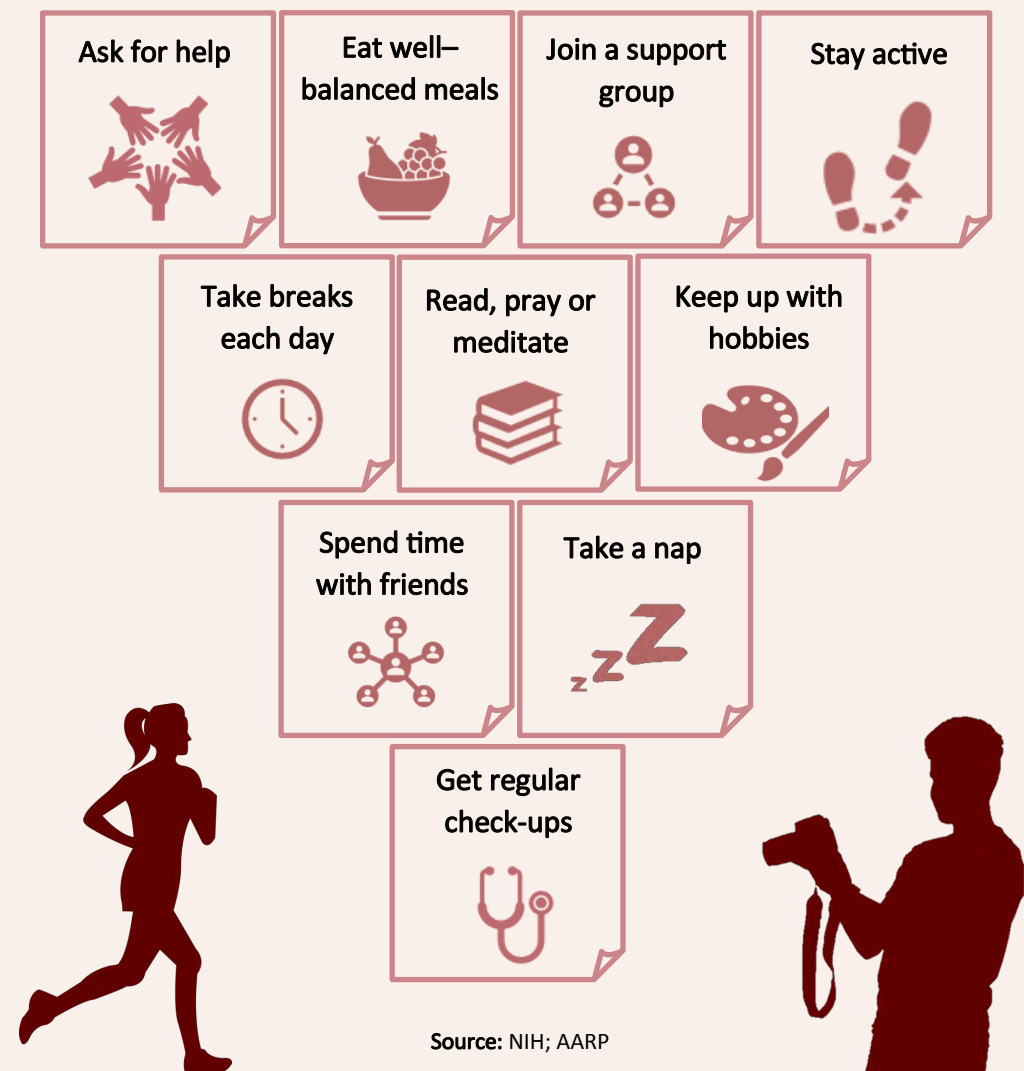 Ask for help
Eat well–
balanced meals
Join a support
group
Stay active
Take breaks
each day
Read, pray or
meditate
Keep up with
hobbies
Spend time
with friends
Take a nap
z z Z
Get regular
check-ups
Source: NIH; AARP